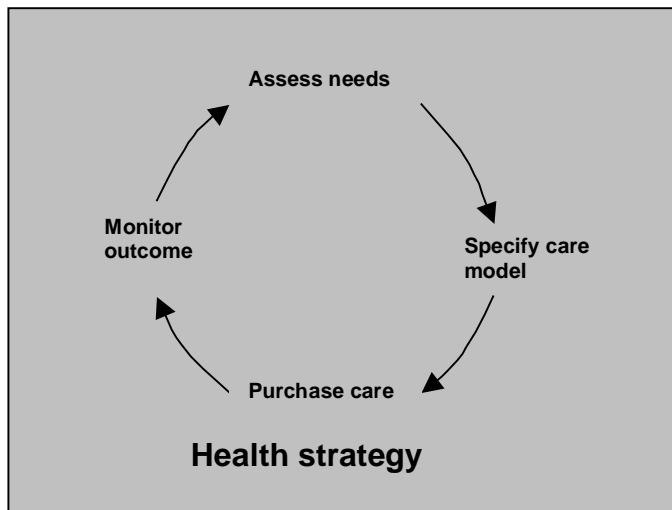 Assess needs
Monitor
outcome
Specify care
model
Purchase care
Health strategy